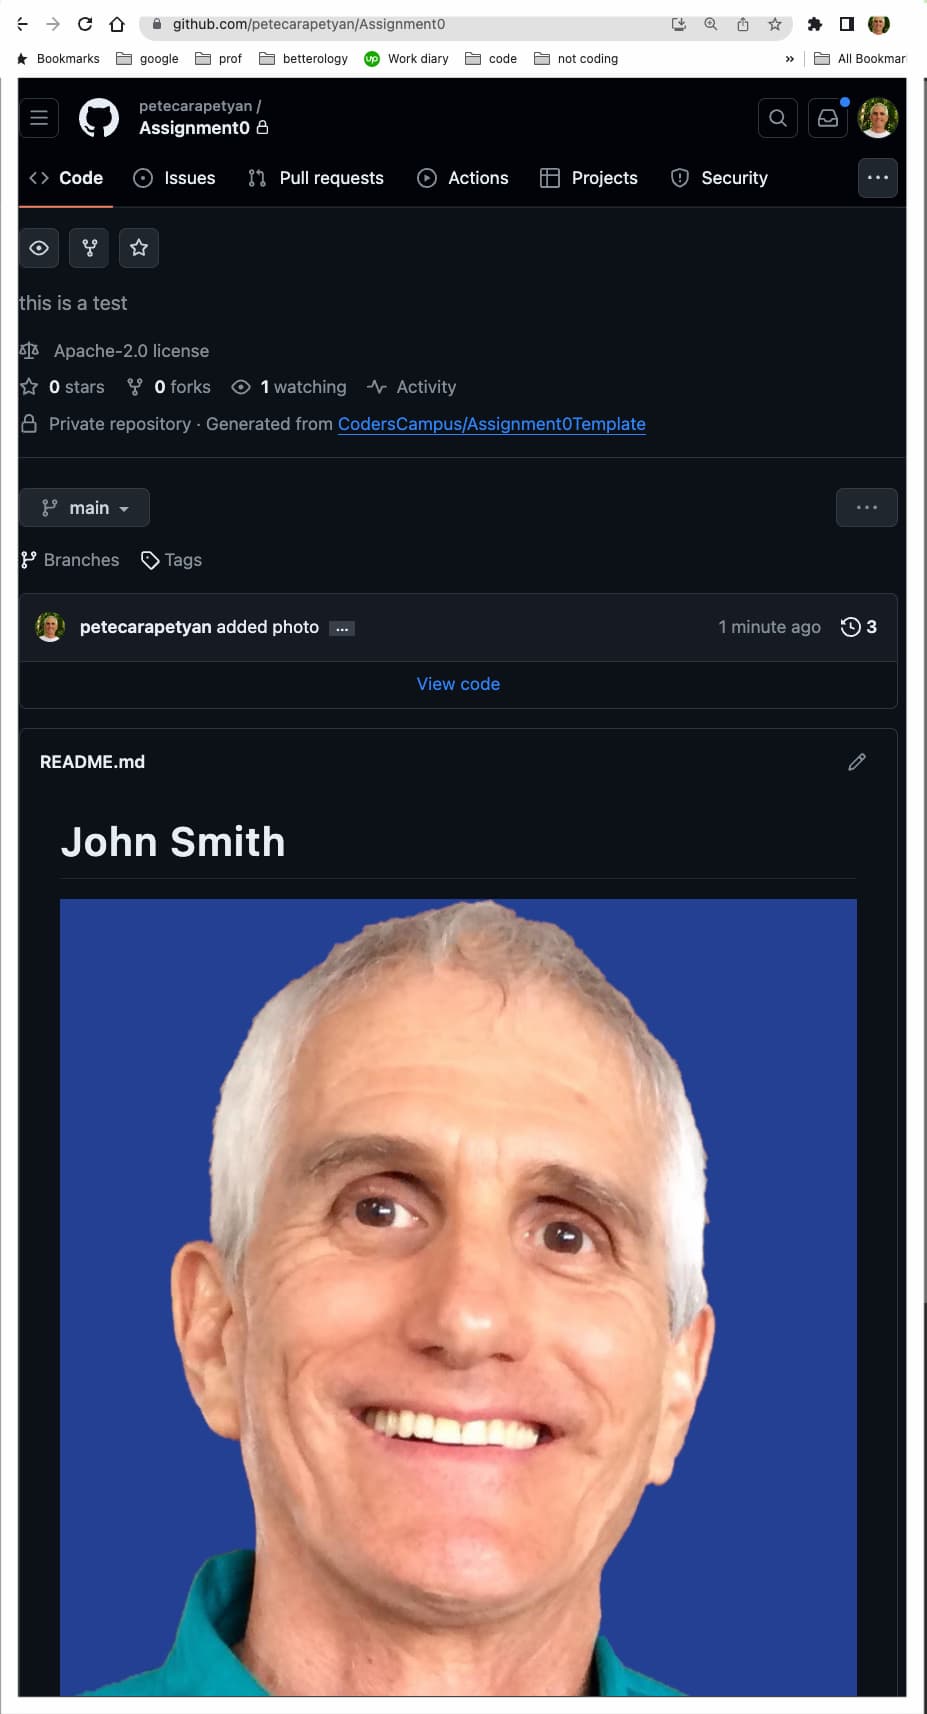 github.com/petecarapetyan/Assignment0
Bookmarks google prof betterology up Work diary code not coding » All Bookmar
petecarapetyan /
Assignment0
Code Issues Pull requests Actions Projects Security
this is a test
Apache-2.0 license
0 stars 0 forks 1 watching Activity
Private repository · Generated from CodersCampus/Assignment0Template
main
Branches Tags
petecarapetyan added photo ... 1 minute ago 3
View code
README.md
John Smith